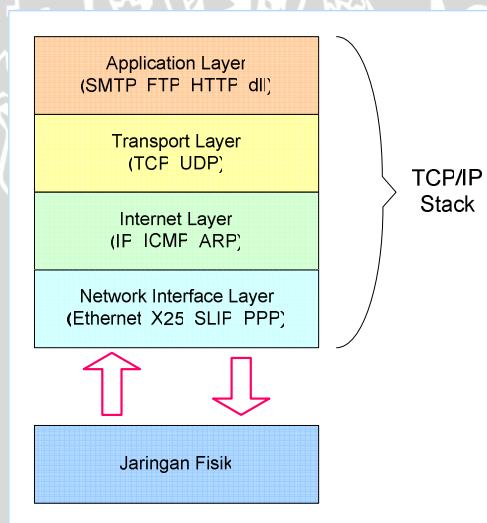 Application Layer
(SMTP FTP HTTP dll)
Transport Layer
(TCP UDP)
Internet Layer
(IP ICMP ARP)
Network Interface Layer
(Ethernet X25 SLIP PPP)
TCP/IP
Stack
Jaringan Fisik